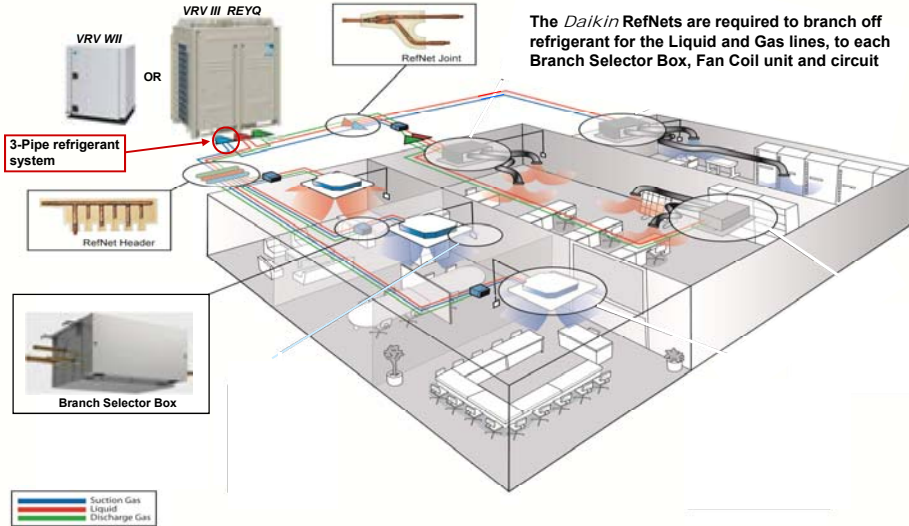 VRV III REYQ
VRV WII
OR
RefNet Joint
The Daikin RefNets are required to branch off
refrigerant for the Liquid and Gas lines, to each
Branch Selector Box, Fan Coil unit and circuit
3-Pipe refrigerant
system
RefNet Header
Branch Selector Box
Suction Gas
Liquid
Discharge Gas